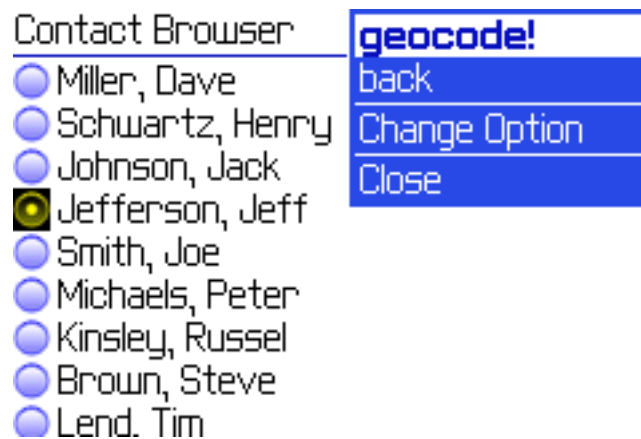 Contact Browser
Miller, Dave
Schwartz, Henry
Johnson, Jack
Jefferson, Jeff
Smith, Joe
Michaels, Peter
Kinsley, Russel
Brown, Steve
Lend, Tim
geocode!
back
Change Option
Close